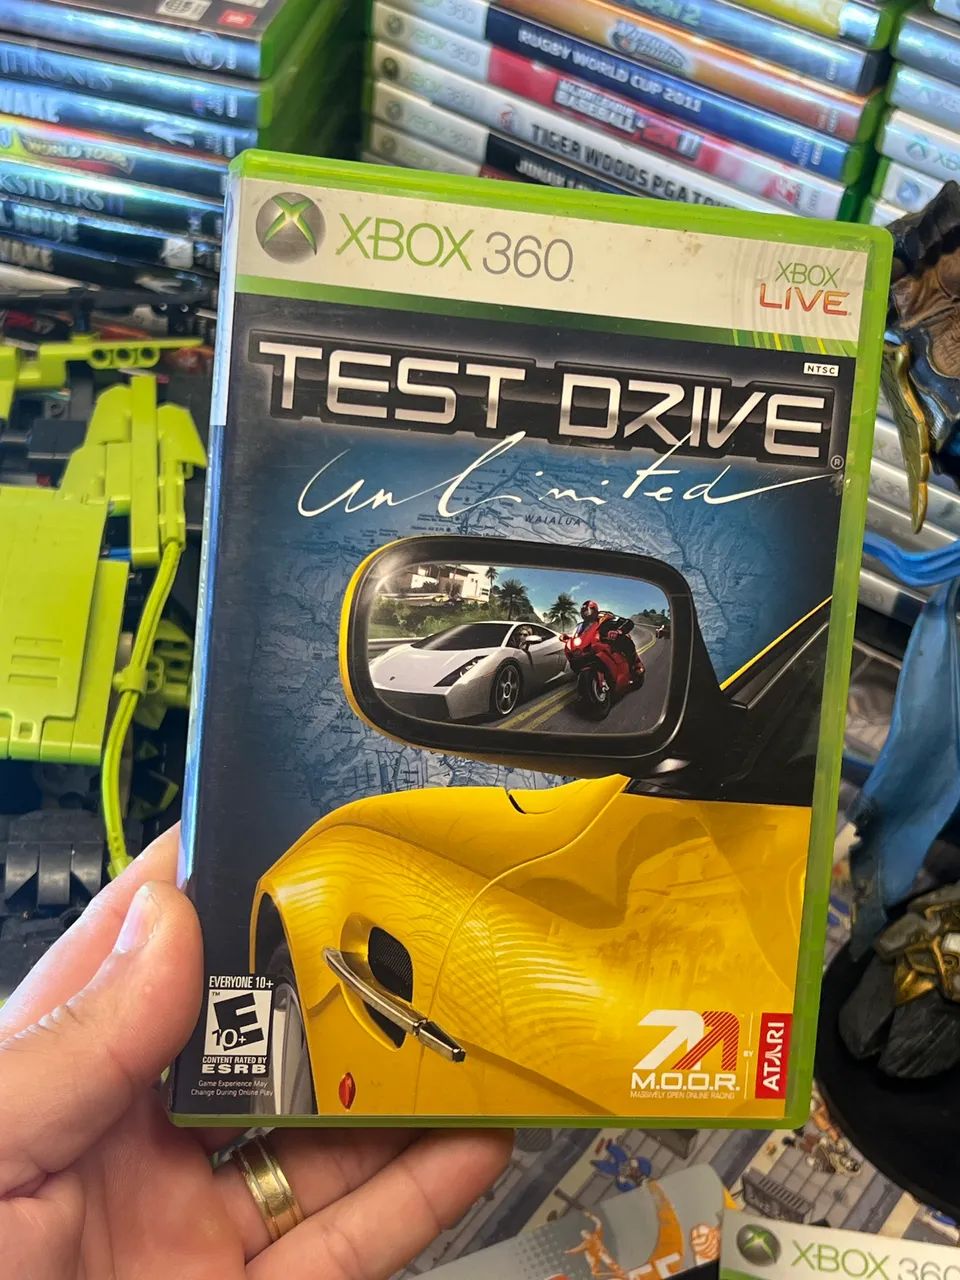 XBOX 360
XBOX
LIVE
NTSC
TEST DRIVE
Unlimited
WAIALUA
EVERYONE 10+
E
10+
CONTENT RATED BY
ESRB
Game Experience May
Change During Online Play
M.O.O.R.
MASSIVELY OPEN ONLINE RACING
BY
ATARI
RUGBY WORLD CUP 2011
TIGER WOODS PGA TOUR
WORLD TOUR
XBOX 360